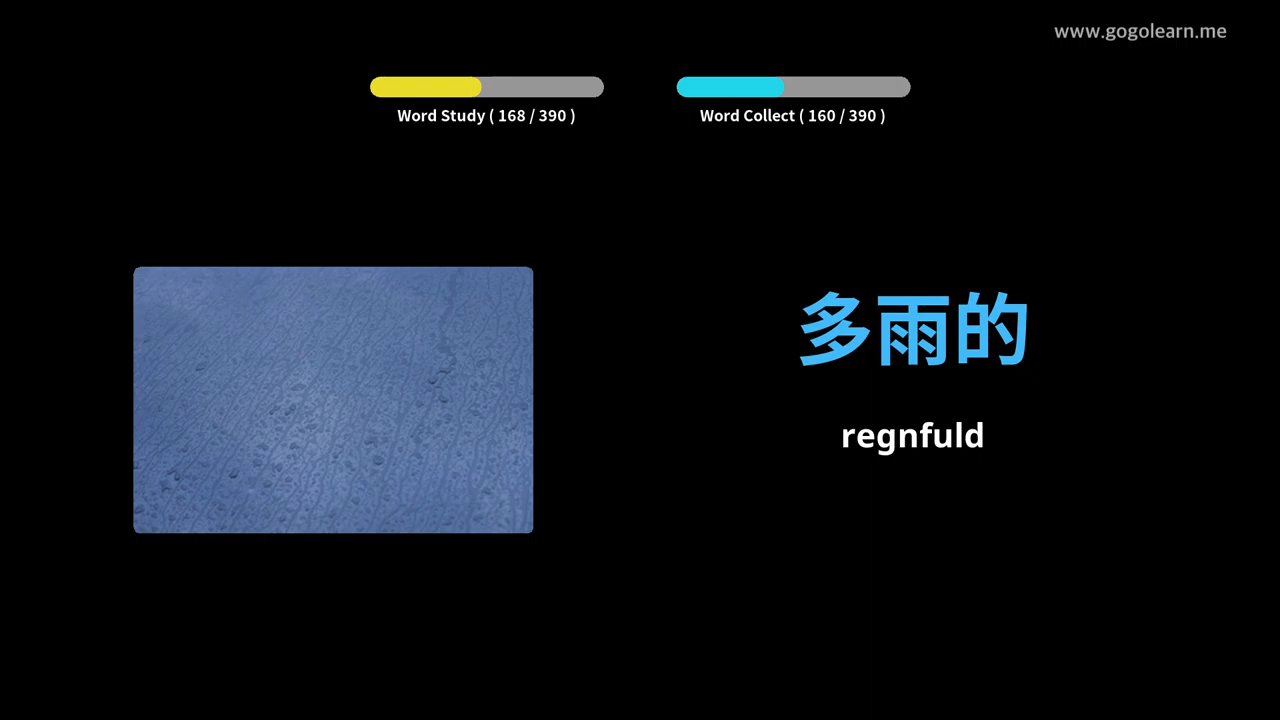 www.gogolearn.me
Word Study ( 168 / 390 )
Word Collect ( 160 / 390 )
多雨的
regnfuld